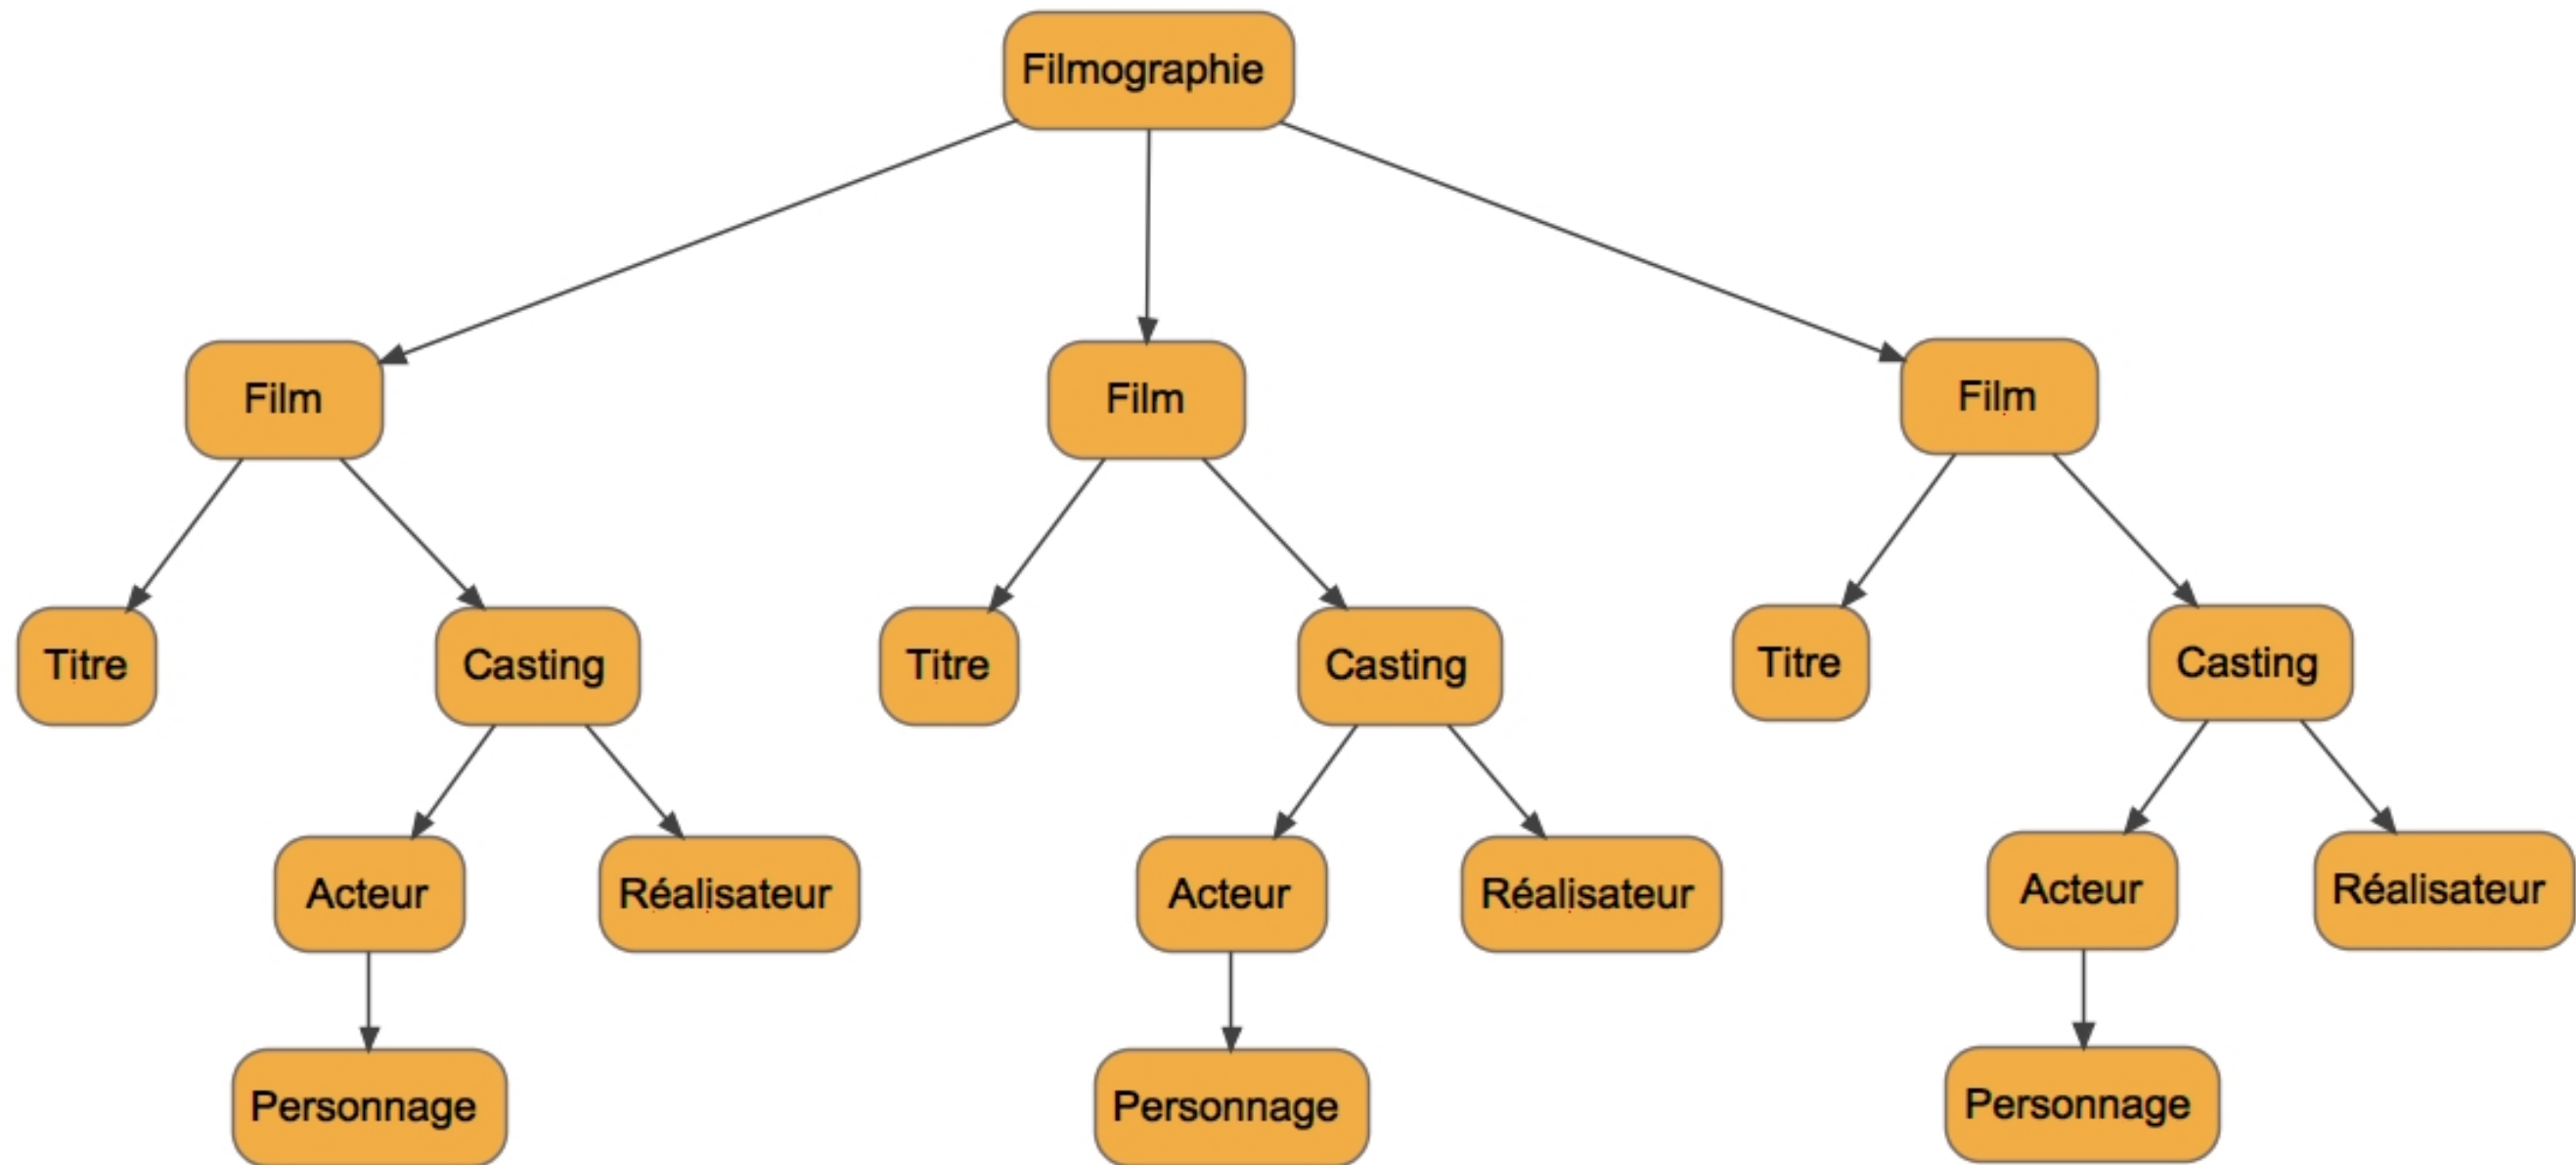 Filmographie
Film
Film
Film
Titre
Casting
Titre
Casting
Titre
Casting
Acteur
Réalisateur
Acteur
Réalisateur
Acteur
Réalisateur
Personnage
Personnage
Personnage